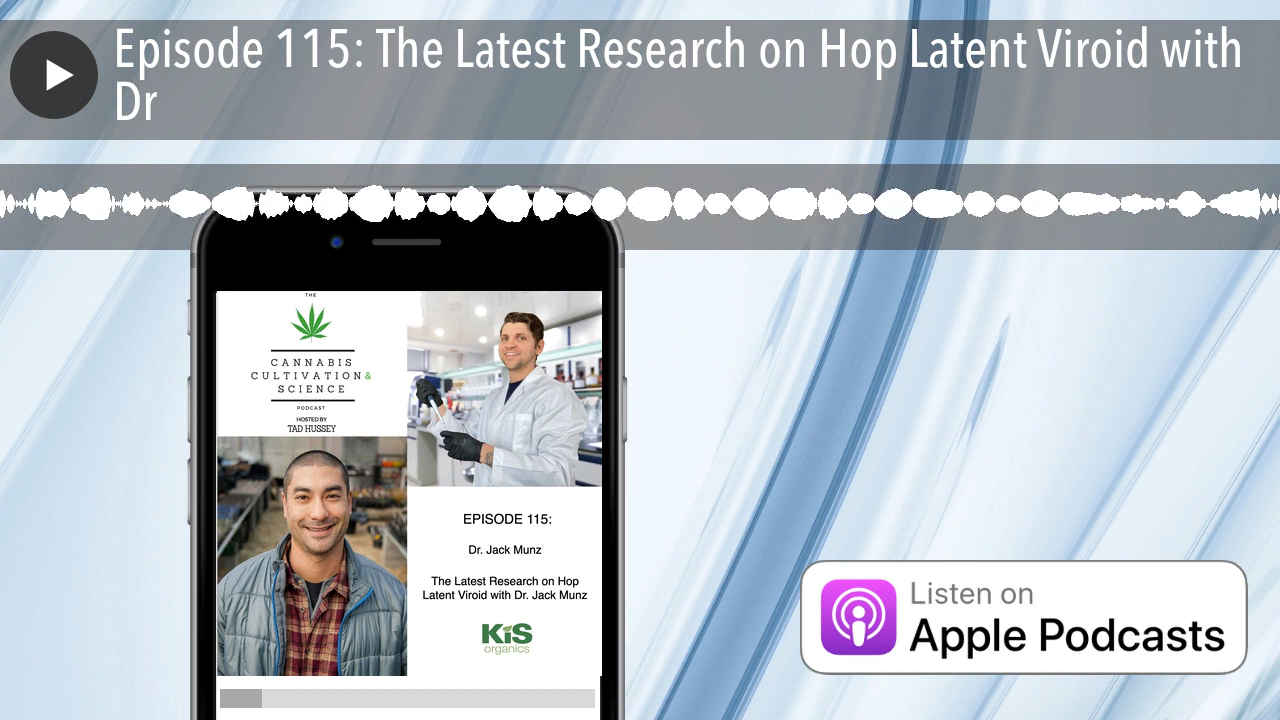 Episode 115: The Latest Research on Hop Latent Viroid with
Dr
THE
CANNABIS
CULTIVATION&
SCIENCE
PODCAST
HOSTED BY
TAD HUSSEY
EPISODE 115:
Dr. Jack Munz
The Latest Research on Hop
Latent Viroid with Dr. Jack Munz
KiS
organics
Listen on
Apple Podcasts